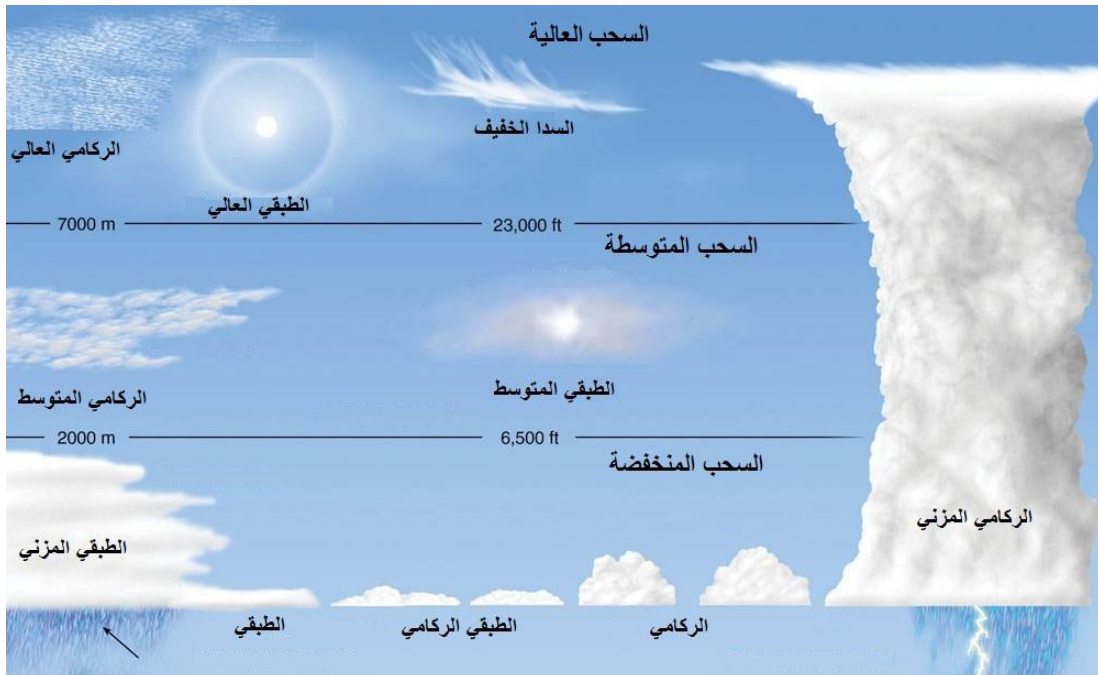 السحب العالية
السدا الخفيف
الركامي العالي
الطبقي العالي
7000 m
23,000 ft
السحب المتوسطة
الطبقي المتوسط
الركامي المتوسط
2000 m
6,500 ft
السحب المنخفضة
الركامي المزني
الطبقي المزني
الركامي
الطبقي الركامي
الطبقي